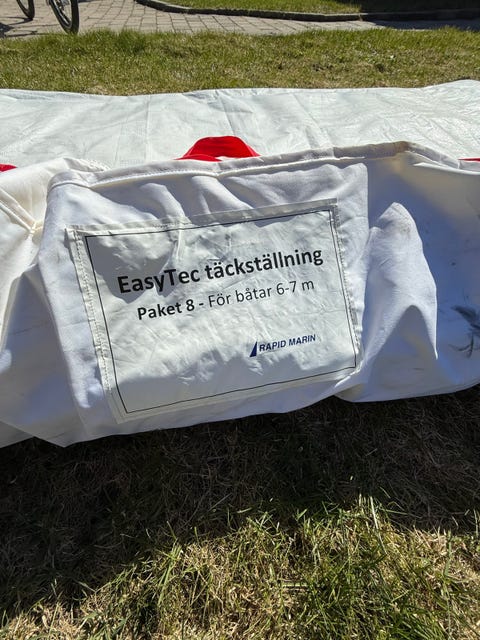 EasyTec täckställning
Paket 8 - För båtar 6-7 m
RAPID MARIN